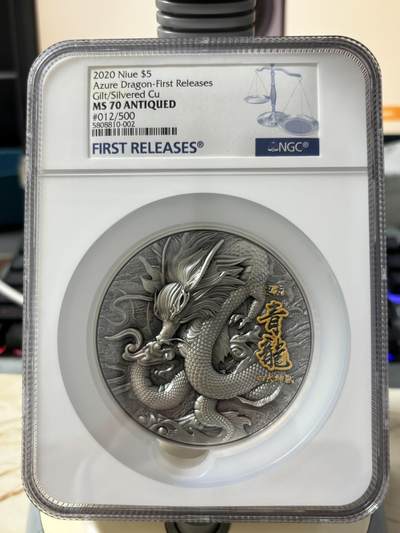 2020 Niue $5
Azure Dragon-First Releases
Gilt/Silvered Cu
MS 70 ANTIQUED
#012/500
5808810-002
FIRST RELEASES®
NGC®
青龍